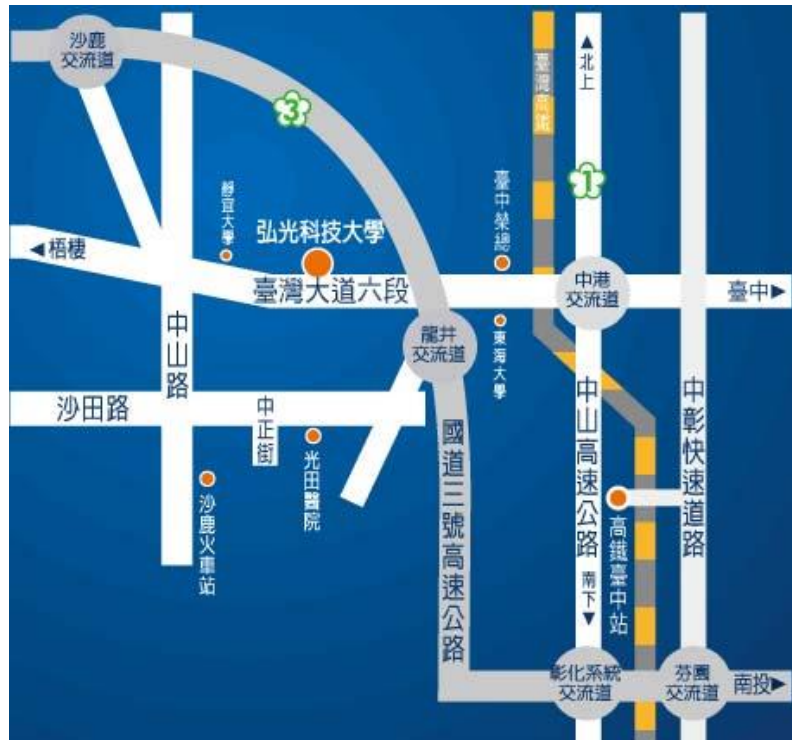 沙鹿
交流道
3
臺灣高鐵
▲北上
1
靜宜大學
弘光科技大學
臺中榮總
◀梧棲
臺灣大道六段
中港
交流道
臺中▶
中山路
龍井
交流道
東海大學
沙田路
中正街
光田醫院
沙鹿火車站
國道三號高速公路
中山高速公路
中彰快速道路
高鐵臺中站
南下▼
彰化系統
交流道
芬園
交流道
南投▶